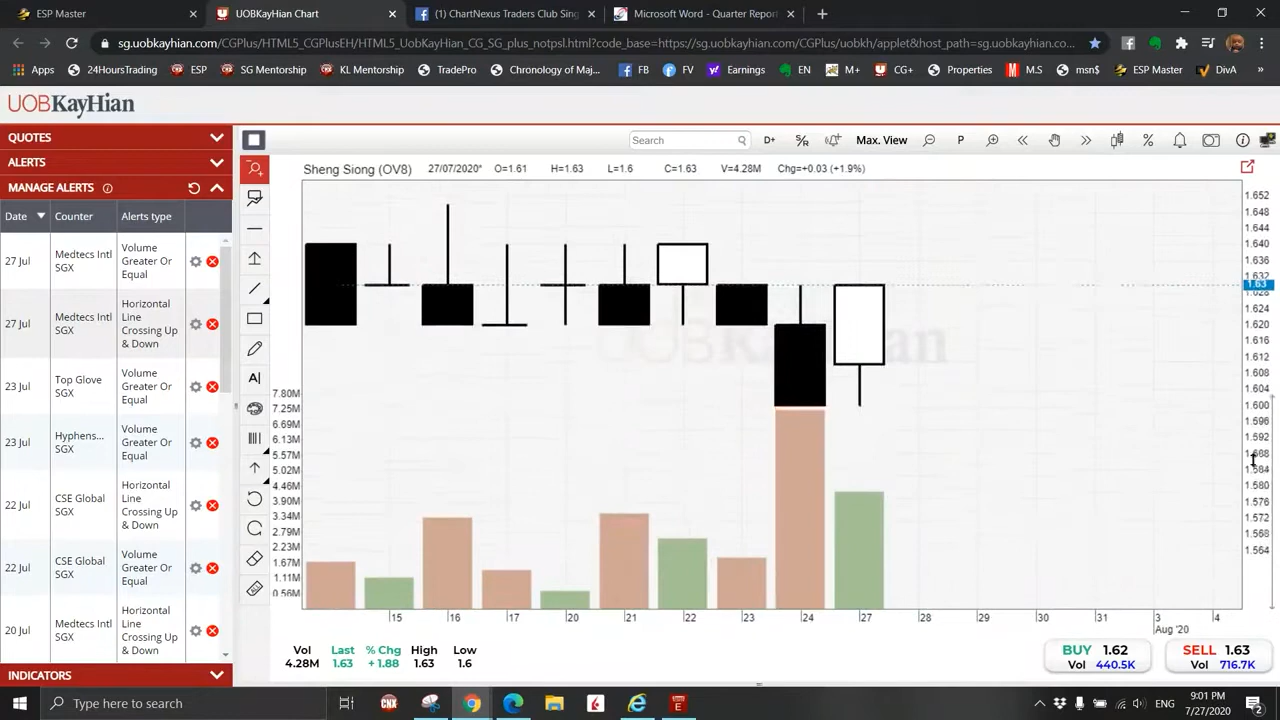 ESP Master
UOBKayHian Chart
(1) ChartNexus Traders Club Sing
Microsoft Word - Quarter Report
sg.uobkayhian.com/CGPlus/HTML5_CGPlusEH/HTML5_UobKayHian_CG_SG_plus_notpsl.html?code_base=https://sg.uobkayhian.com/CGPlus/uobkh/applet&host_path=sg.uobkayhian.co...
Apps 24HoursTrading ESP SG Mentorship KL Mentorship TradePro Chronology of Maj... FB FV Earnings EN M+ CG+ Properties M.S msn$ ESP Master DivA »
UOBKayHian
QUOTES
ALERTS
MANAGE ALERTS
Date Counter Alerts type
27 Jul Medtecs Intl SGX Volume Greater Or Equal
27 Jul Medtecs Intl SGX Horizontal Line Crossing Up & Down
23 Jul Top Glove SGX Volume Greater Or Equal
23 Jul Hyphens... SGX Volume Greater Or Equal
22 Jul CSE Global SGX Horizontal Line Crossing Up & Down
22 Jul CSE Global SGX Volume Greater Or Equal
20 Jul Medtecs Intl SGX Horizontal Line Crossing Up & Down
INDICATORS
Search D+ S/R Max. View P
Sheng Siong (OV8) 27/07/2020* O=1.61 H=1.63 L=1.6 C=1.63 V=4.28M Chg=+0.03 (+1.9%)
A|
UOBKayHian
1.652
1.648
1.644
1.640
1.636
1.632
1.63
1.628
1.624
1.620
1.616
1.612
1.608
1.604
1.600
1.596
1.592
1.584
1.580
1.576
1.572
1.568
1.564
7.80M
7.25M
6.69M
6.13M
5.57M
5.02M
4.46M
3.90M
3.34M
2.79M
2.23M
1.67M
1.11M
0.56M
15 16 17 20 21 22 23 24 27 28 29 30 31 3 4
Aug '20
Vol Last % Chg High Low
4.28M 1.63 + 1.88 1.63 1.6
BUY 1.62
Vol 440.5K
SELL 1.63
Vol 716.7K
Type here to search
ENG
9:01 PM
7/27/2020
2